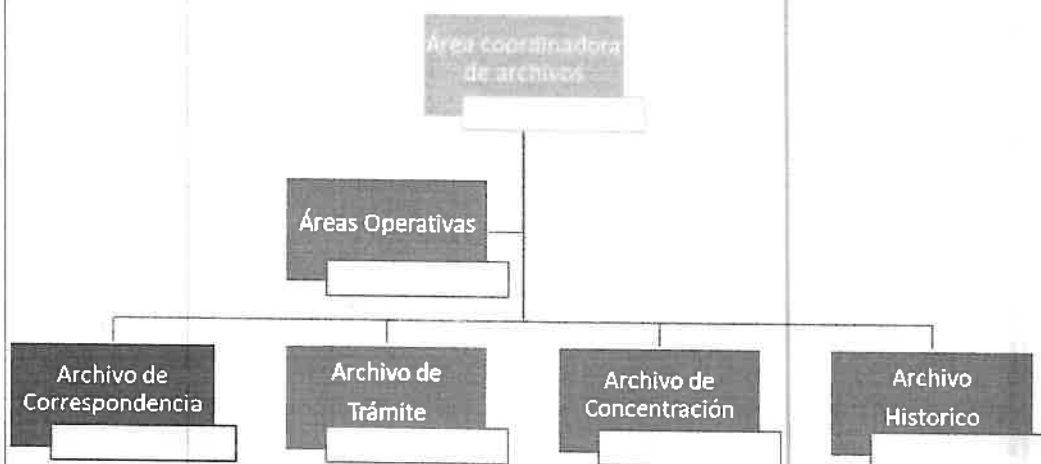 Área coordinadora
de archivos
Áreas Operativas
Archivo de
Correspondencia
Archivo de
Trámite
Archivo de
Concentración
Archivo
Historico